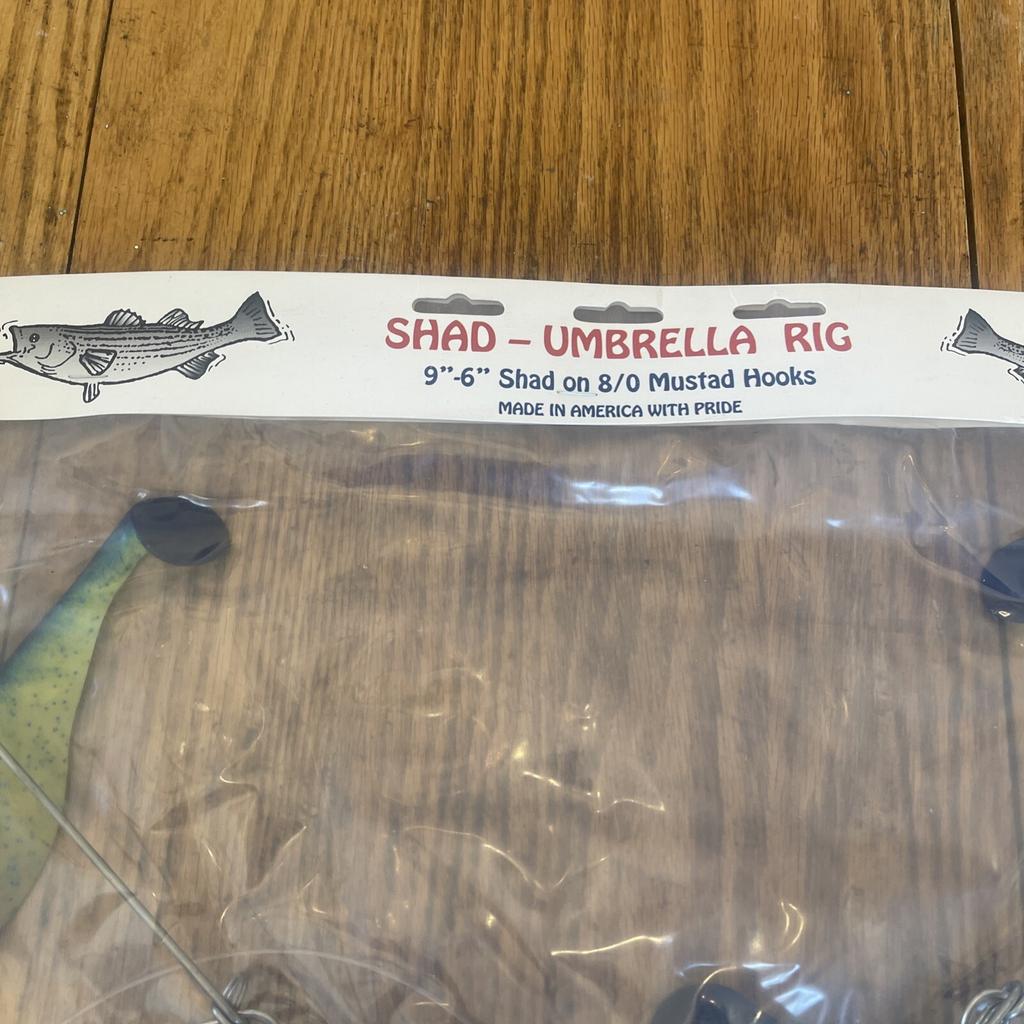 SHAD – UMBRELLA RIG
9”-6” Shad on 8/0 Mustad Hooks
MADE IN AMERICA WITH PRIDE